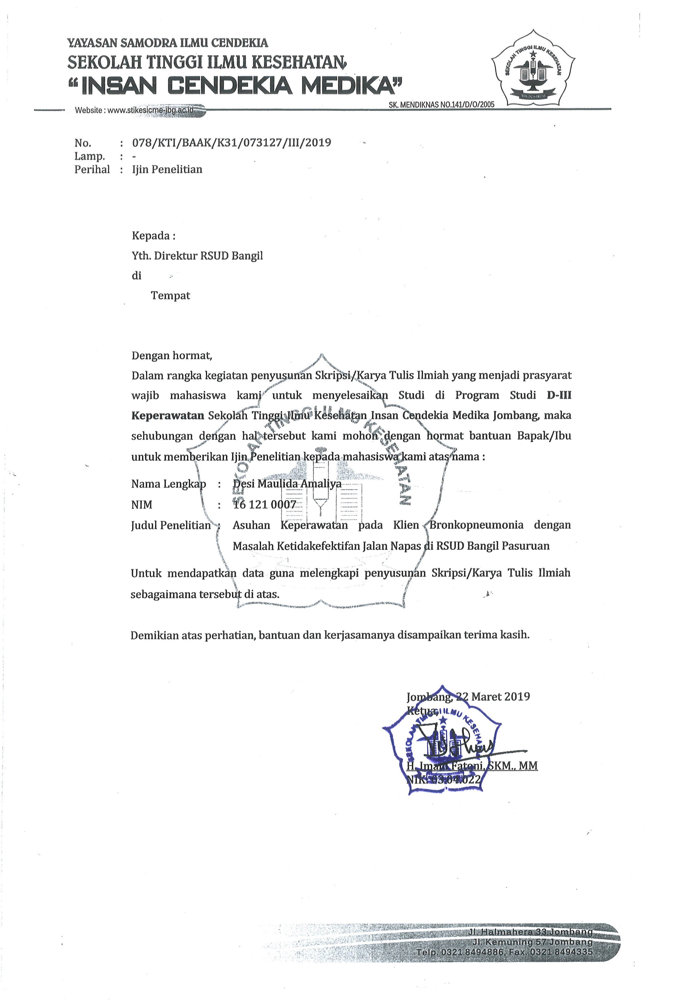 YAYASAN SAMODRA ILMU CENDEKIA
SEKOLAH TINGGI ILMU KESEHATAN
“INSAN CENDEKIA MEDIKA”
SEKOLAH TINGGI ILMU KESEHATAN
SK. MENDIKNAS NO.141/D/O/2005
Website : www.stikesicme-jbg.ac.id
No. : 078/KTI/BAAK/K31/073127/III/2019
Lamp. : -
Perihal : Ijin Penelitian
Kepada :
Yth. Direktur RSUD Bangil
di
Tempat
Dengan hormat,
Dalam rangka kegiatan penyusunan Skripsi/Karya Tulis Ilmiah yang menjadi prasyarat
wajib mahasiswa kami untuk menyelesaikan Studi di Program Studi D-III
Keperawatan Sekolah Tinggi Ilmu Kesehatan Insan Cendekia Medika Jombang, maka
sehubungan dengan hal tersebut kami mohon dengan hormat bantuan Bapak/Ibu
untuk memberikan Ijin Penelitian kepada mahasiswa kami atas nama :
SEKOLAH TINGGI ILMU KESEHATAN
Nama Lengkap : Desi Maulida Amaliya
NIM : 16 121 0007
Judul Penelitian : Asuhan Keperawatan pada Klien Bronkopneumonia dengan
Masalah Ketidakefektifan Jalan Napas di RSUD Bangil Pasuruan
Untuk mendapatkan data guna melengkapi penyusunan Skripsi/Karya Tulis Ilmiah
sebagaimana tersebut di atas.
Demikian atas perhatian, bantuan dan kerjasamanya disampaikan terima kasih.
Jombang, 22 Maret 2019
Ketua,
SEKOLAH TINGGI ILMU KESEHATAN
H. Imam Fatoni, SKM., MM
NIK. 03.04.022
Jl. Halmahera 33 Jombang
Jl. Kemuning 57 Jombang
Telp. 0321 8494886, Fax. 0321 8494335